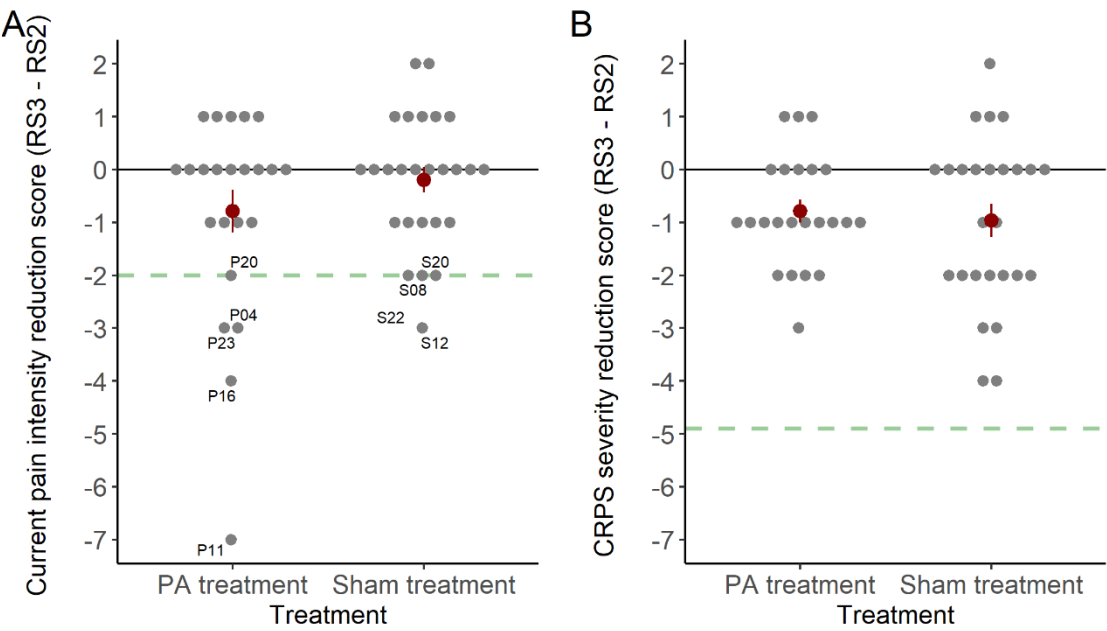 A
Current pain intensity reduction score (RS3 - RS2)
2
1
0
-1
-2
-3
-4
-5
-6
-7
P20
P04
P23
P16
P11
S20
S08
S22
S12
PA treatment
Sham treatment
Treatment
B
CRPS severity reduction score (RS3 - RS2)
2
1
0
-1
-2
-3
-4
-5
-6
-7
PA treatment
Sham treatment
Treatment